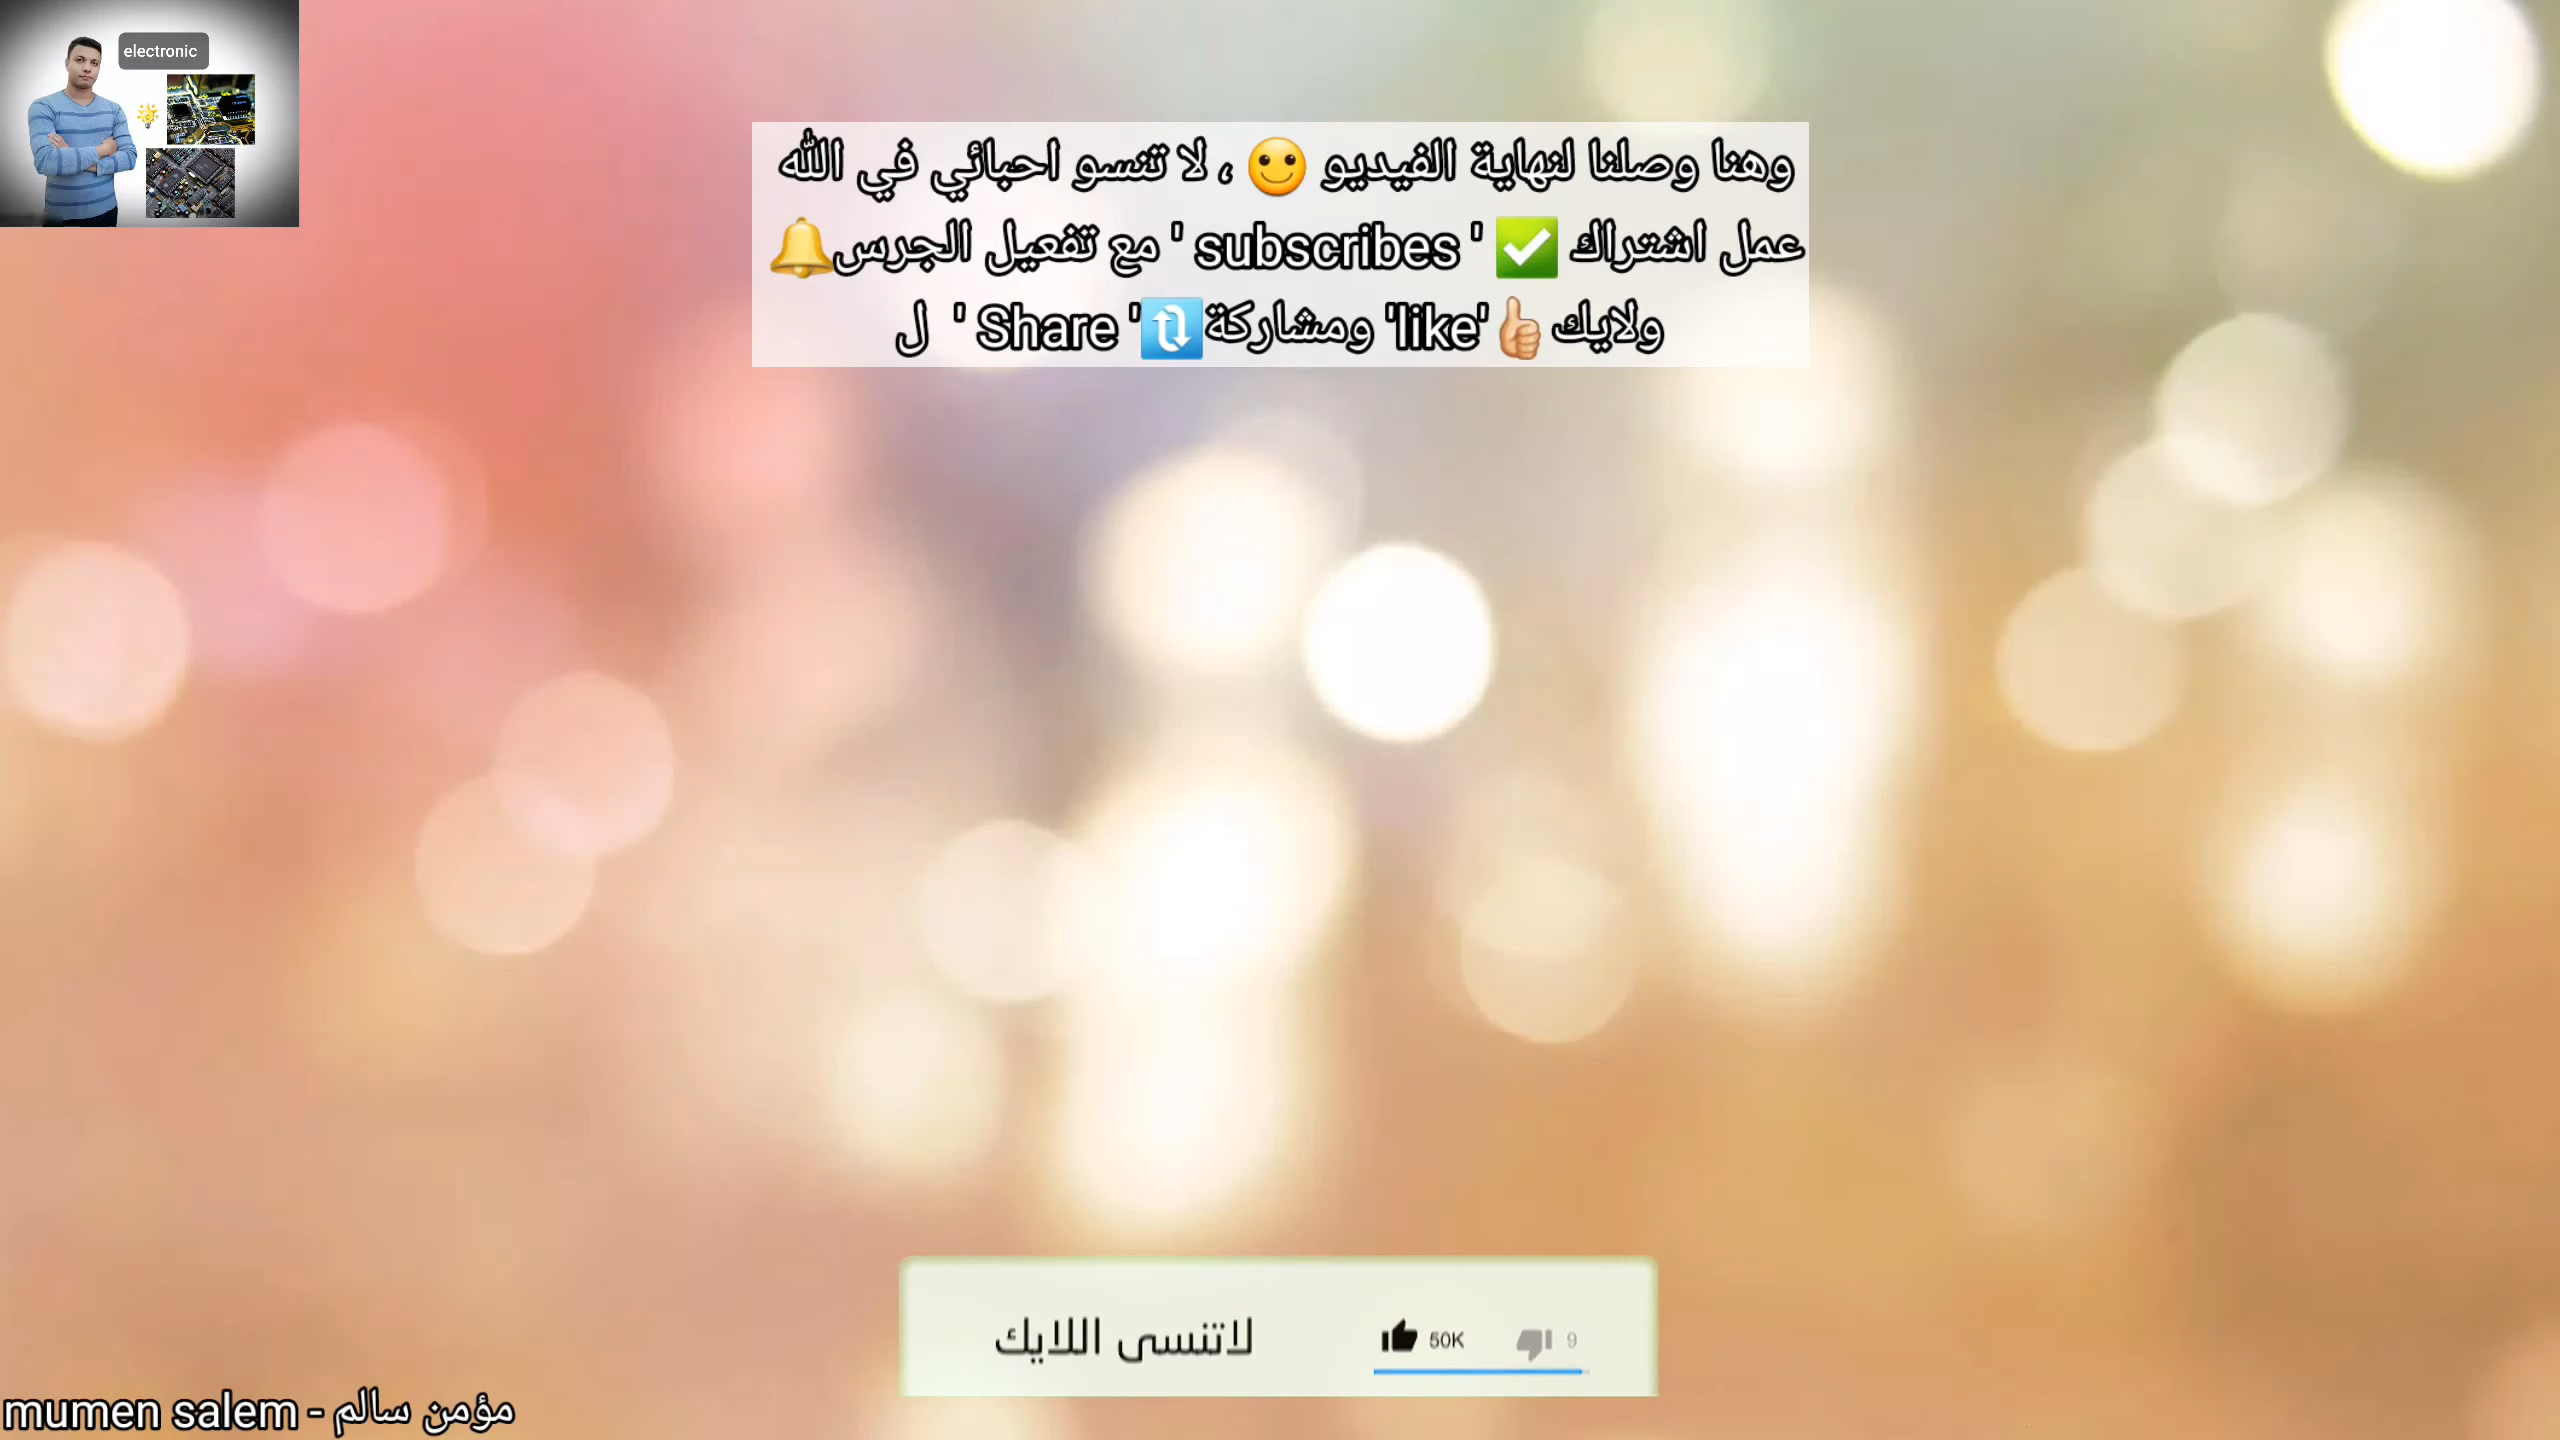 electronic
وهنا وصلنا لنهاية الفيديو 🙂 ، لا تنسو احبائي في الله
عمل اشتراك ✅ ' subscribes ' مع تفعيل الجرس🔔
ولايك👍'like' ومشاركة🔃' Share ' ل
لاتنسى اللايك
50K 9
mumen salem - مؤمن سالم